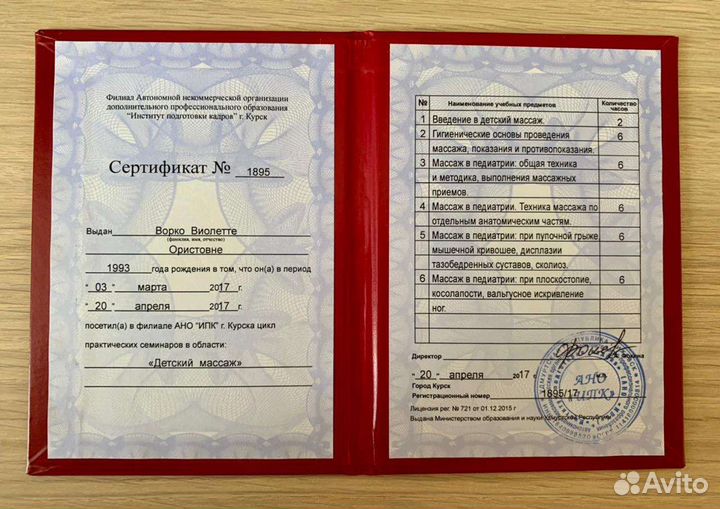 Филиал Автономной некоммерческой организации
дополнительного профессионального образования
"Институт подготовки кадров" г. Курск
Сертификат № 1895
Выдан Ворко Виолетте
(фамилия, имя, отчество)
Ористовне
1993 года рождения в том, что он(а) в период
"03" марта 2017 г.
"20" апреля 2017 г.
посетил(а) в филиале АНО "ИПК" г. Курска цикл
практических семинаров в области:
«Детский массаж»
№ Наименование учебных предметов Количество часов
1 Введение в детский массаж. 2
2 Гигиенические основы проведения 6
массажа, показания и противопоказания.
3 Массаж в педиатрии: общая техника 6
и методика, выполнения массажных
приемов.
4 Массаж в педиатрии. Техника массажа по 6
отдельным анатомическим частям.
5 Массаж в педиатрии: при пупочной грыже, 6
мышечной кривошее, дисплазии
тазобедренных суставов, сколиоз.
6 Массаж в педиатрии: при плоскостопие, 6
косолапости, вальгусное искривление
ног.
Директор
"20" апреля 2017 г.
Город Курск
Регистрационный номер 1895/17
Лицензия рег. № 721 от 01.12.2015 г
Выдана Министерством образования и науки Удмуртской Республики
АНО
«ИПК»
Avito